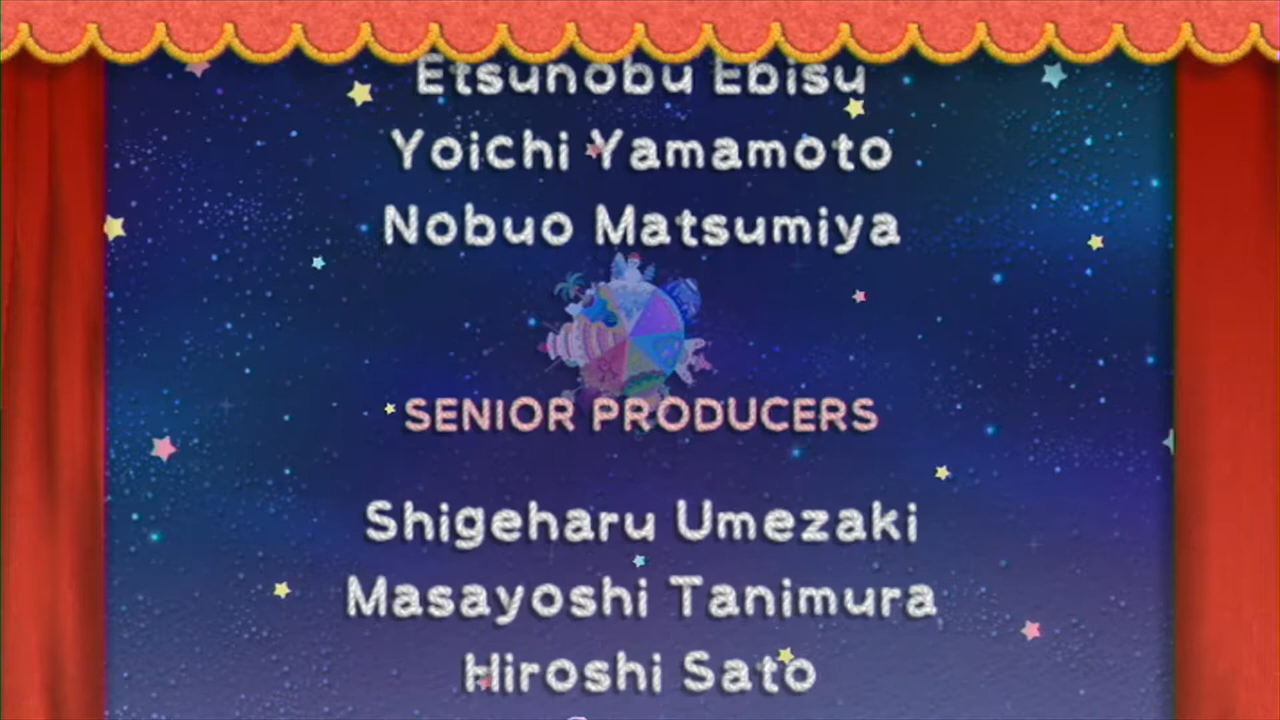 Etsunobu Ebisu
Yoichi Yamamoto
Nobuo Matsumiya
SENIOR PRODUCERS
Shigeharu Umezaki
Masayoshi Tanimura
Hiroshi Sato